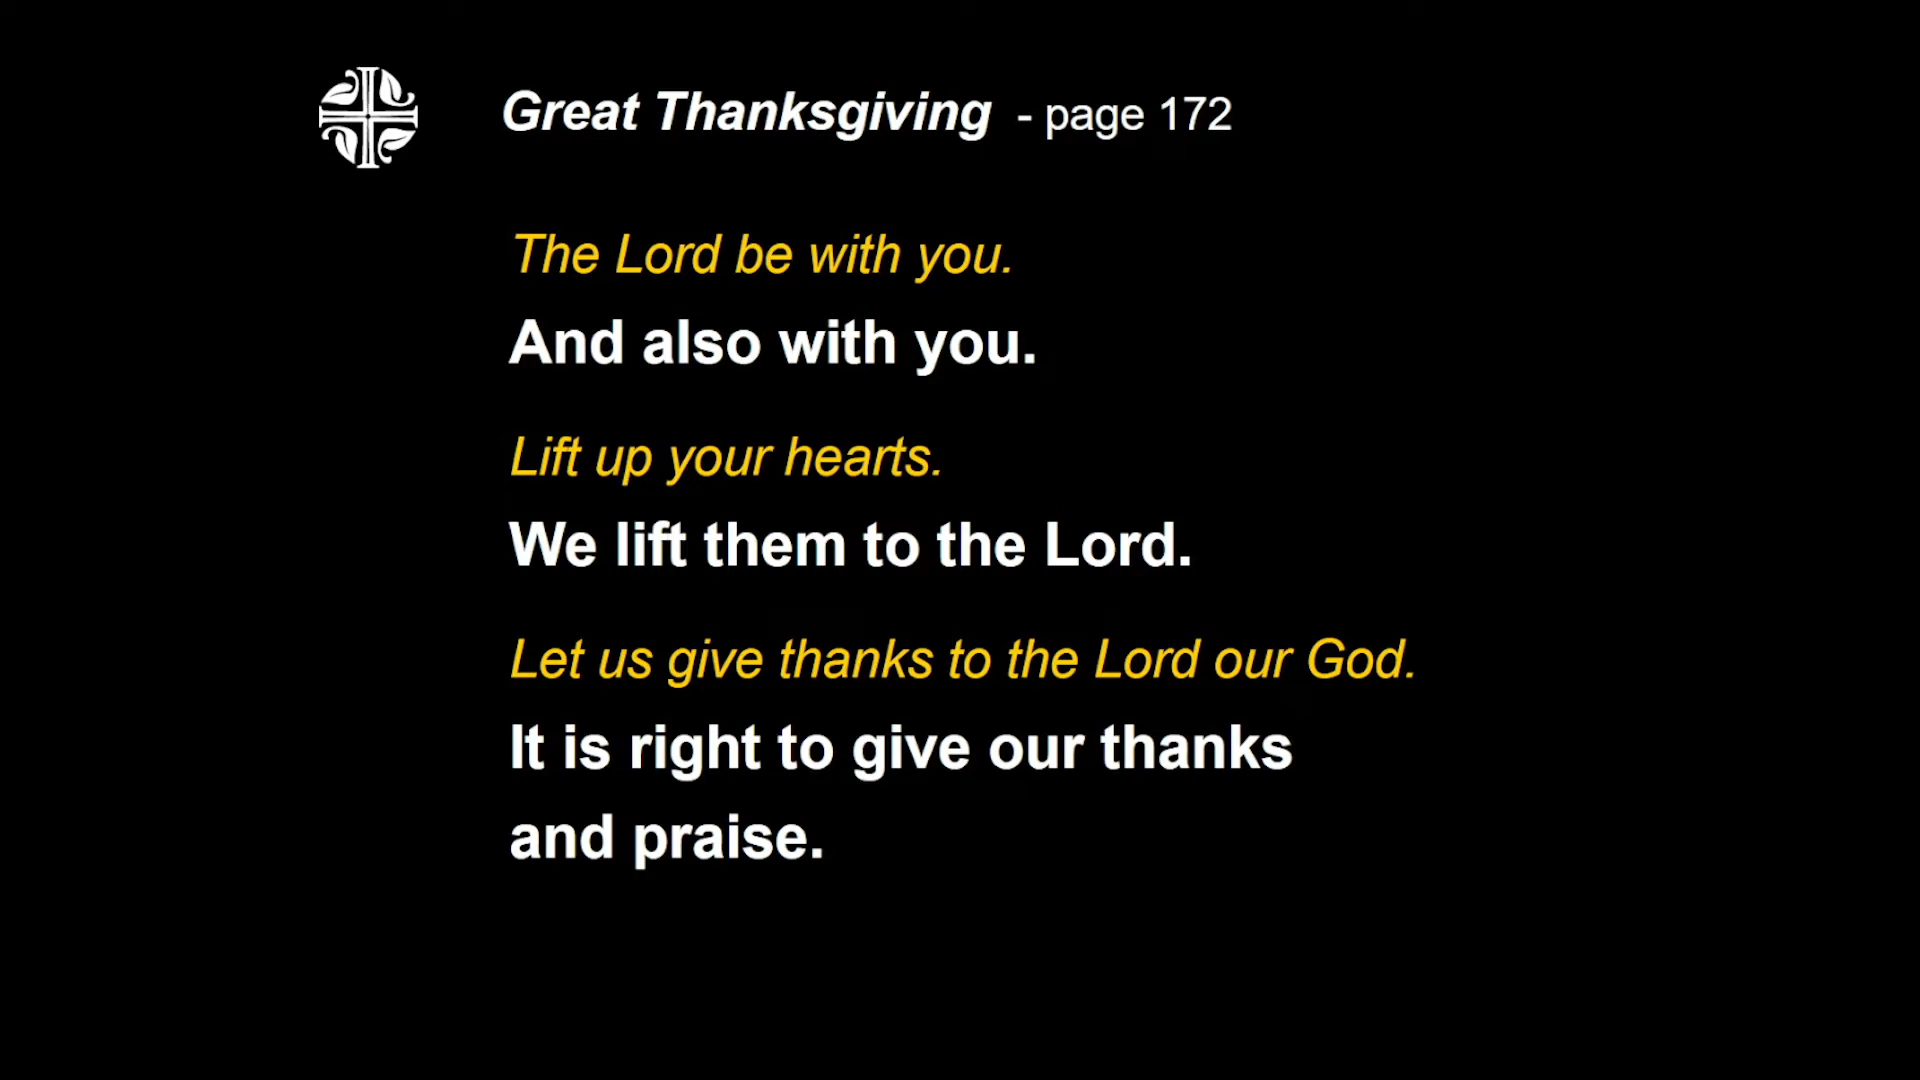 Great Thanksgiving - page 172
The Lord be with you.
And also with you.
Lift up your hearts.
We lift them to the Lord.
Let us give thanks to the Lord our God.
It is right to give our thanks
and praise.